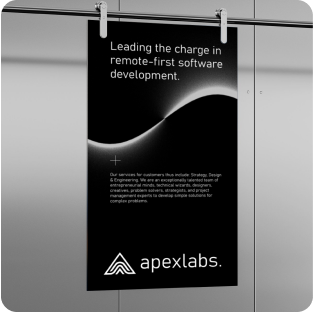 Leading the charge in
remote-first software
development.
Our services for customers thus include: Strategy, Design
& Engineering. We are an exceptionally talented team of
entrepreneurial minds, technical wizards, designers,
creatives, problem solvers, strategists, and project
management experts to develop simple solutions for
complex problems.
apexlabs.